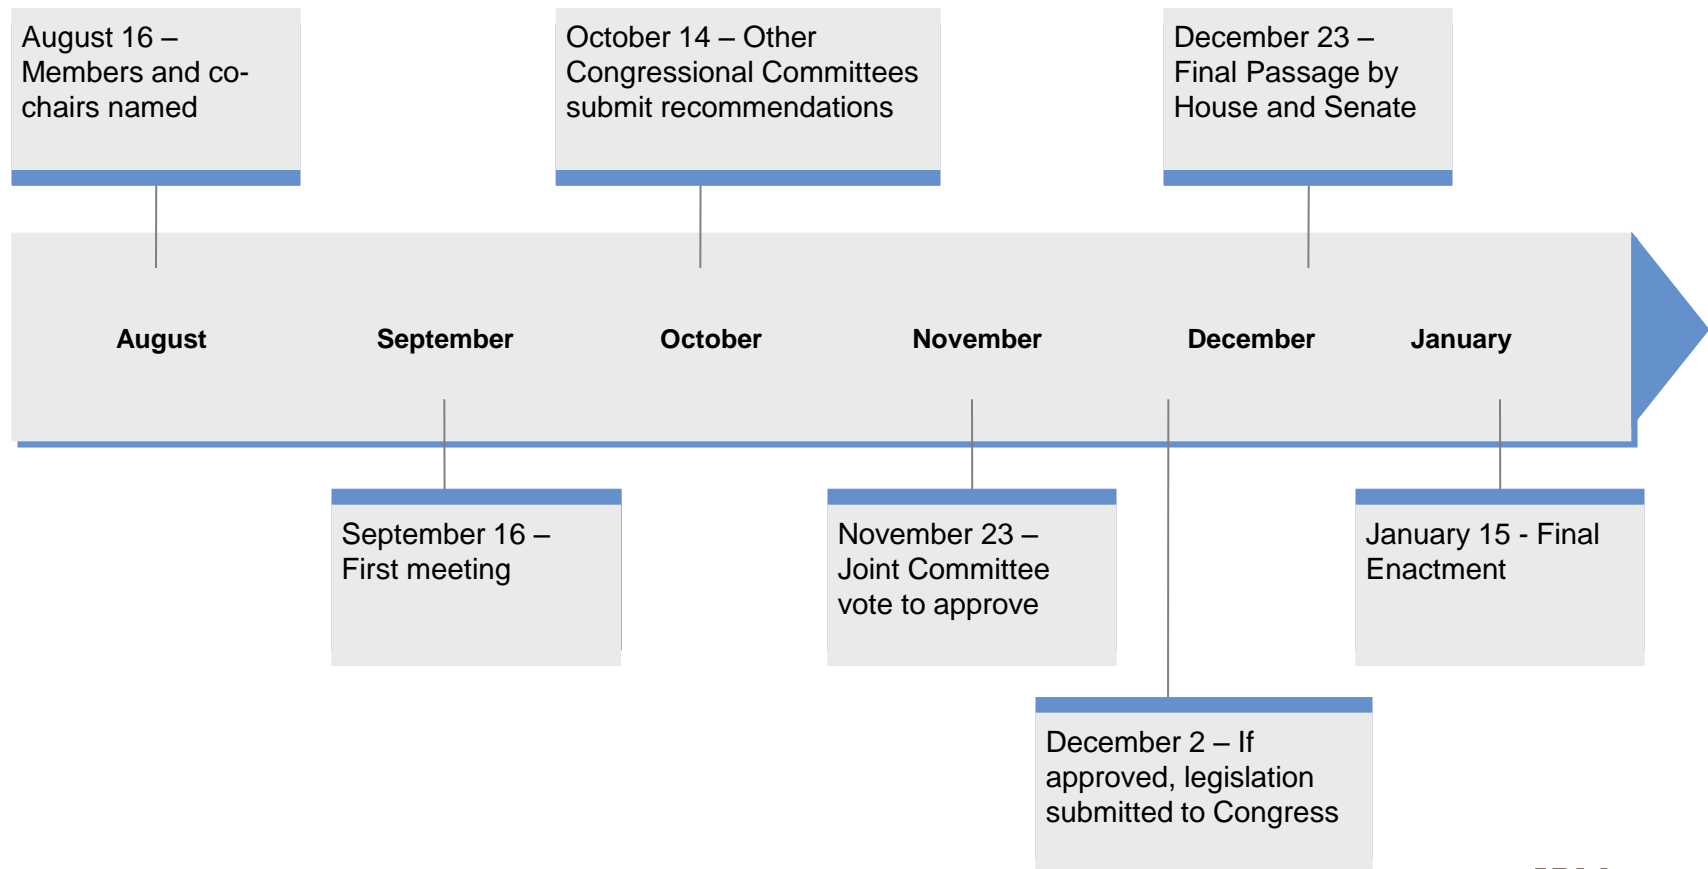 August 16 –
Members and co-
chairs named
October 14 – Other
Congressional Committees
submit recommendations
December 23 –
Final Passage by
House and Senate
August
September
October
November
December
January
September 16 –
First meeting
November 23 –
Joint Committee
vote to approve
January 15 - Final
Enactment
December 2 – If
approved, legislation
submitted to Congress